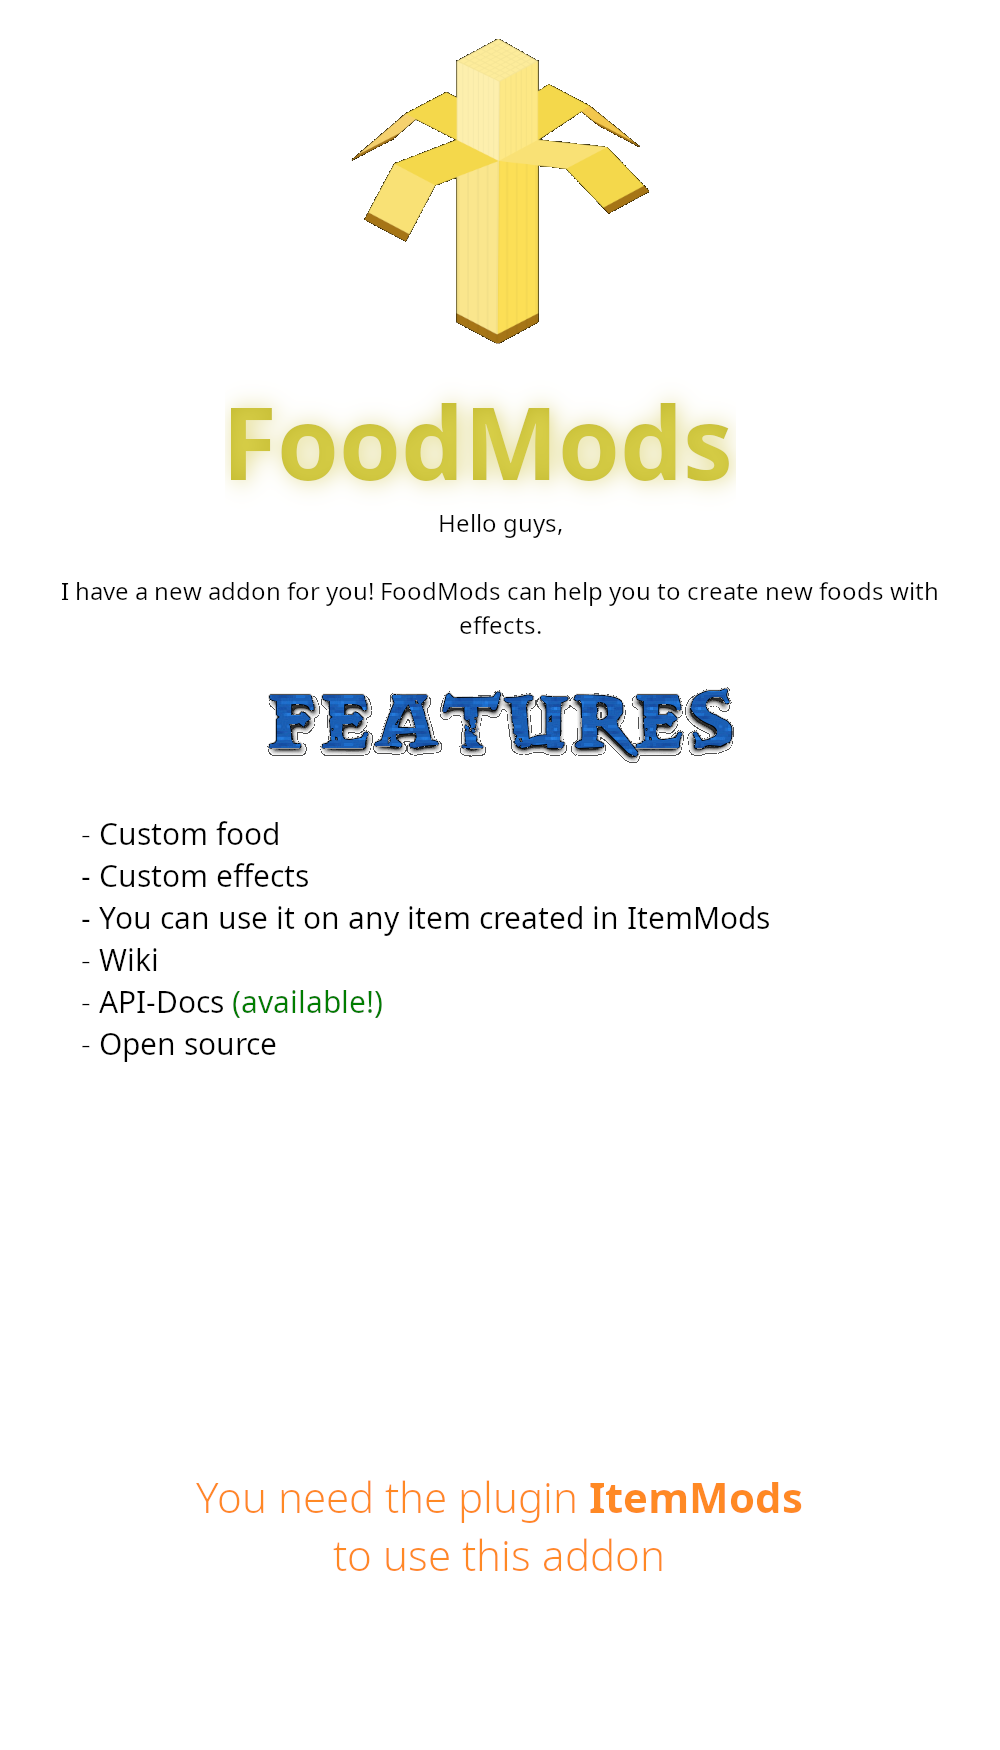 FoodMods
Hello guys,
I have a new addon for you! FoodMods can help you to create new foods with
effects.
FEATURES
- Custom food
- Custom effects
- You can use it on any item created in ItemMods
- Wiki
- API-Docs (available!)
- Open source
You need the plugin ItemMods
to use this addon